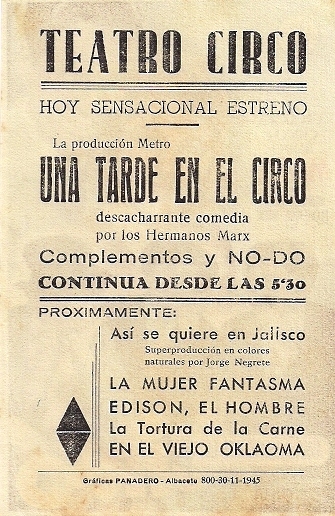 TEATRO CIRCO
HOY SENSACIONAL ESTRENO
La producción Metro
UNA TARDE EN EL CIRCO
descacharrante comedia
por los Hermanos Marx
Complementos y NO-DO
CONTINUA DESDE LAS 5'30
PROXIMAMENTE:
Así se quiere en Jalisco
Superproducción en colores
naturales por Jorge Negrete
LA MUJER FANTASMA
EDISON, EL HOMBRE
La Tortura de la Carne
EN EL VIEJO OKLAOMA
Gráficas PANADERO - Albacete 800-30-11-1945